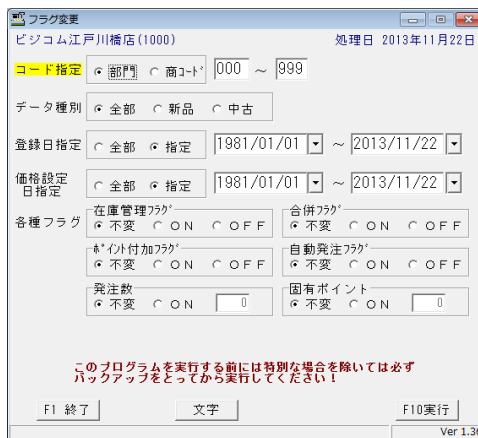 フラグ変更
ビジコム江戸川橋店(1000) 処理日 2013年11月22日
コード指定 部門 商コード 000 ～ 999
データ種別 全部 新品 中古
登録日指定 全部 指定 1981/01/01 ～ 2013/11/22
価格設定
日指定 全部 指定 1981/01/01 ～ 2013/11/22
各種フラグ
在庫管理フラグ 合併フラグ
不変 ON OFF 不変 ON OFF
ポイント付加フラグ 自動発注フラグ
不変 ON OFF 不変 ON OFF
発注数 固有ポイント
不変 ON 0 不変 ON 0
このプログラムを実行する前には特別な場合を除いては必ず
バックアップをとってから実行してください！
F1 終了 文字 F10実行